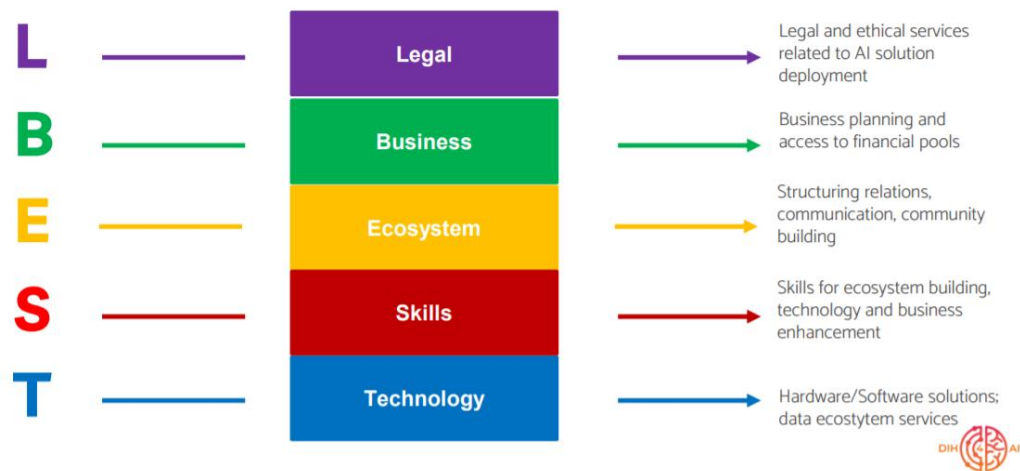 L
Legal
Legal and ethical services
related to AI solution
deployment
B
Business
Business planning and
access to financial pools
E
Ecosystem
Structuring relations,
communication, community
building
S
Skills
Skills for ecosystem building,
technology and business
enhancement
T
Technology
Hardware/Software solutions;
data ecostytem services
DIH AI